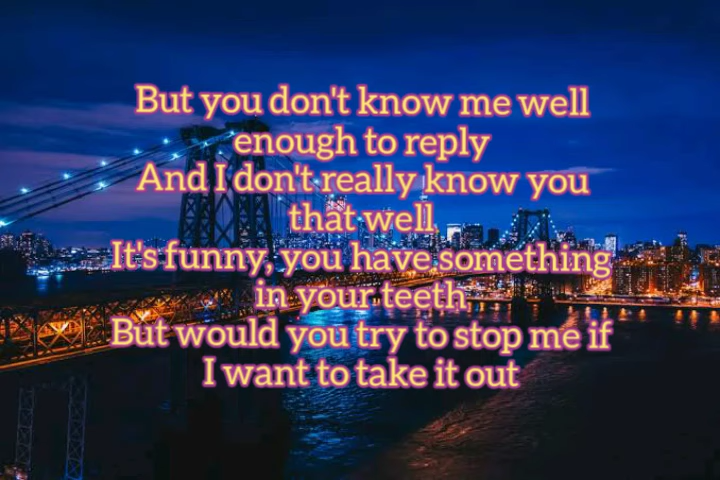 But you don't know me well
enough to reply
And I don't really know you
that well
It's funny, you have something
in your teeth
But would you try to stop me if
I want to take it out